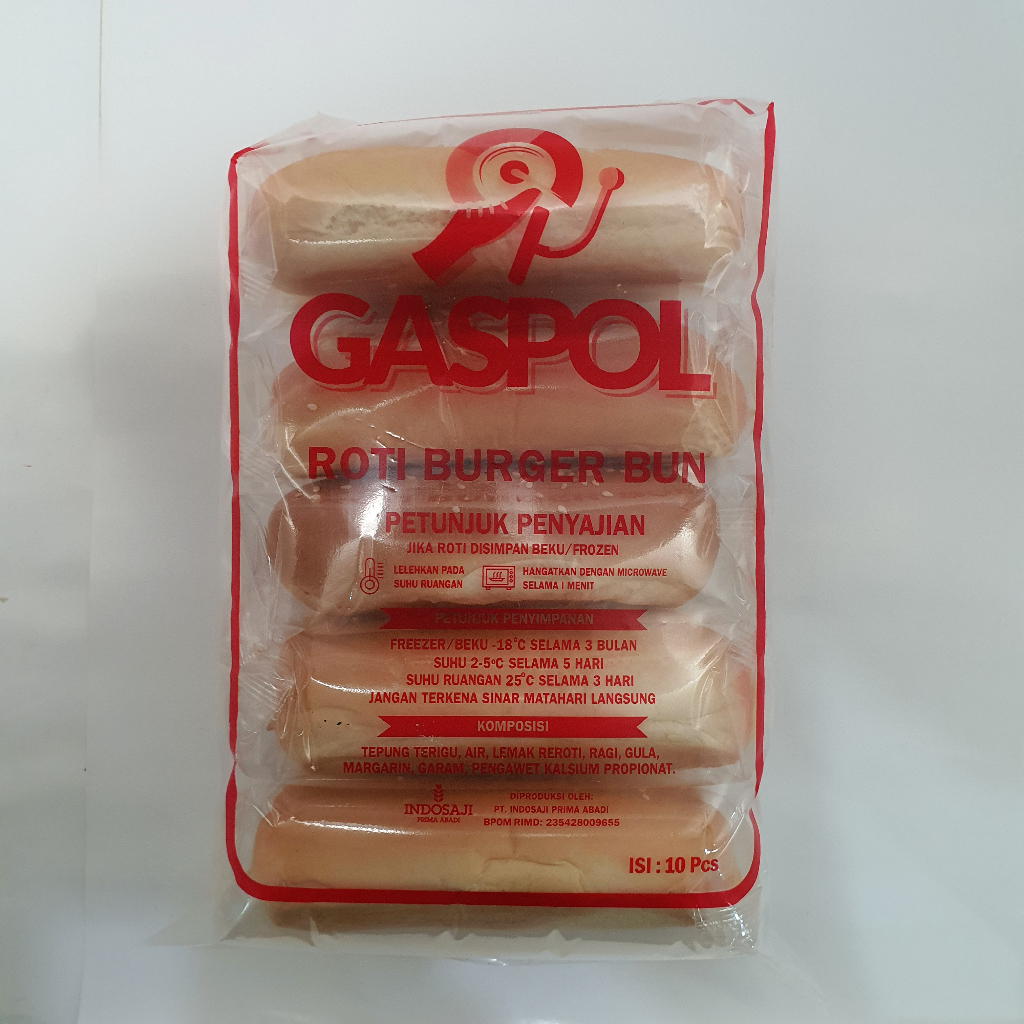 GASPOL
ROTI BURGER BUN
PETUNJUK PENYAJIAN
JIKA ROTI DISIMPAN BEKU/FROZEN
LELEHKAN PADA
SUHU RUANGAN
HANGATKAN DENGAN MICROWAVE
SELAMA 1 MENIT
PETUNJUK PENYIMPANAN
FREEZER/BEKU -18°C SELAMA 3 BULAN
SUHU 2-5°C SELAMA 5 HARI
SUHU RUANGAN 25°C SELAMA 3 HARI
JANGAN TERKENA SINAR MATAHARI LANGSUNG
KOMPOSISI
TEPUNG TERIGU, AIR, LEMAK REROTI, RAGI, GULA,
MARGARIN, GARAM, PENGAWET KALSIUM PROPIONAT.
INDOSAJI
PRIMA ABADI
DIPRODUKSI OLEH:
PT. INDOSAJI PRIMA ABADI
BPOM RIMD: 235428009655
ISI : 10 Pcs